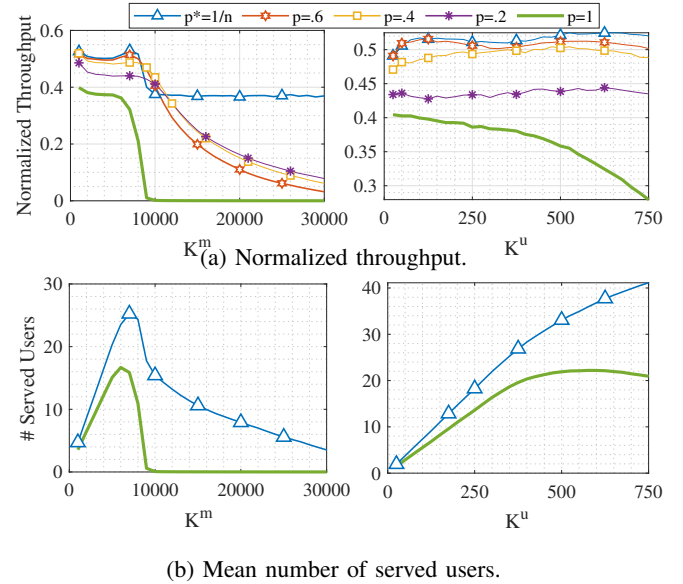 p*=1/n p=.6 p=.4 p=.2 p=1
Normalized Throughput
0.6
0.4
0.2
0
0 10000 20000 30000
K^m
0.5
0.45
0.4
0.35
0.3
0 250 500 750
K^u
(a) Normalized throughput.
# Served Users
30
20
10
0
0 10000 20000 30000
K^m
40
30
20
10
0
0 250 500 750
K^u
(b) Mean number of served users.